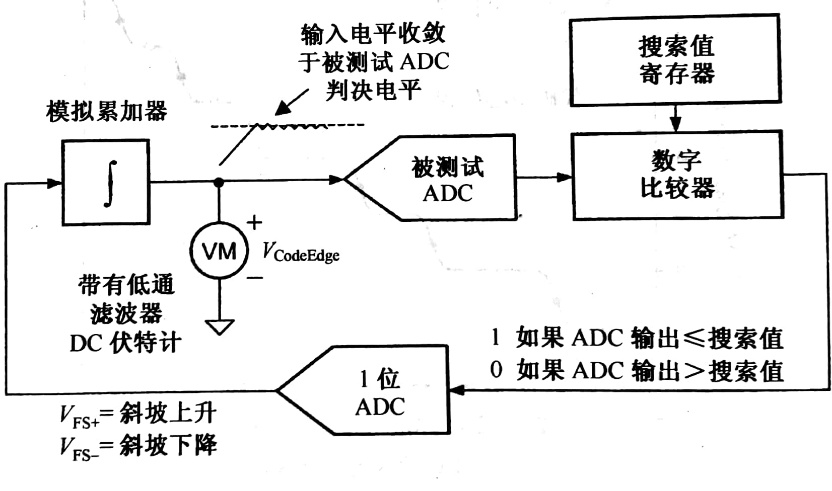 输入电平收敛
于被测试 ADC
判决电平
搜索值
寄存器
模拟累加器
∫
被测试
ADC
数字
比较器
+
VM
VCodeEdge
−
带有低通
滤波器
DC 伏特计
1 如果 ADC 输出≤搜索值
0 如果 ADC 输出>搜索值
1 位
ADC
VFS+= 斜坡上升
VFS−= 斜坡下降